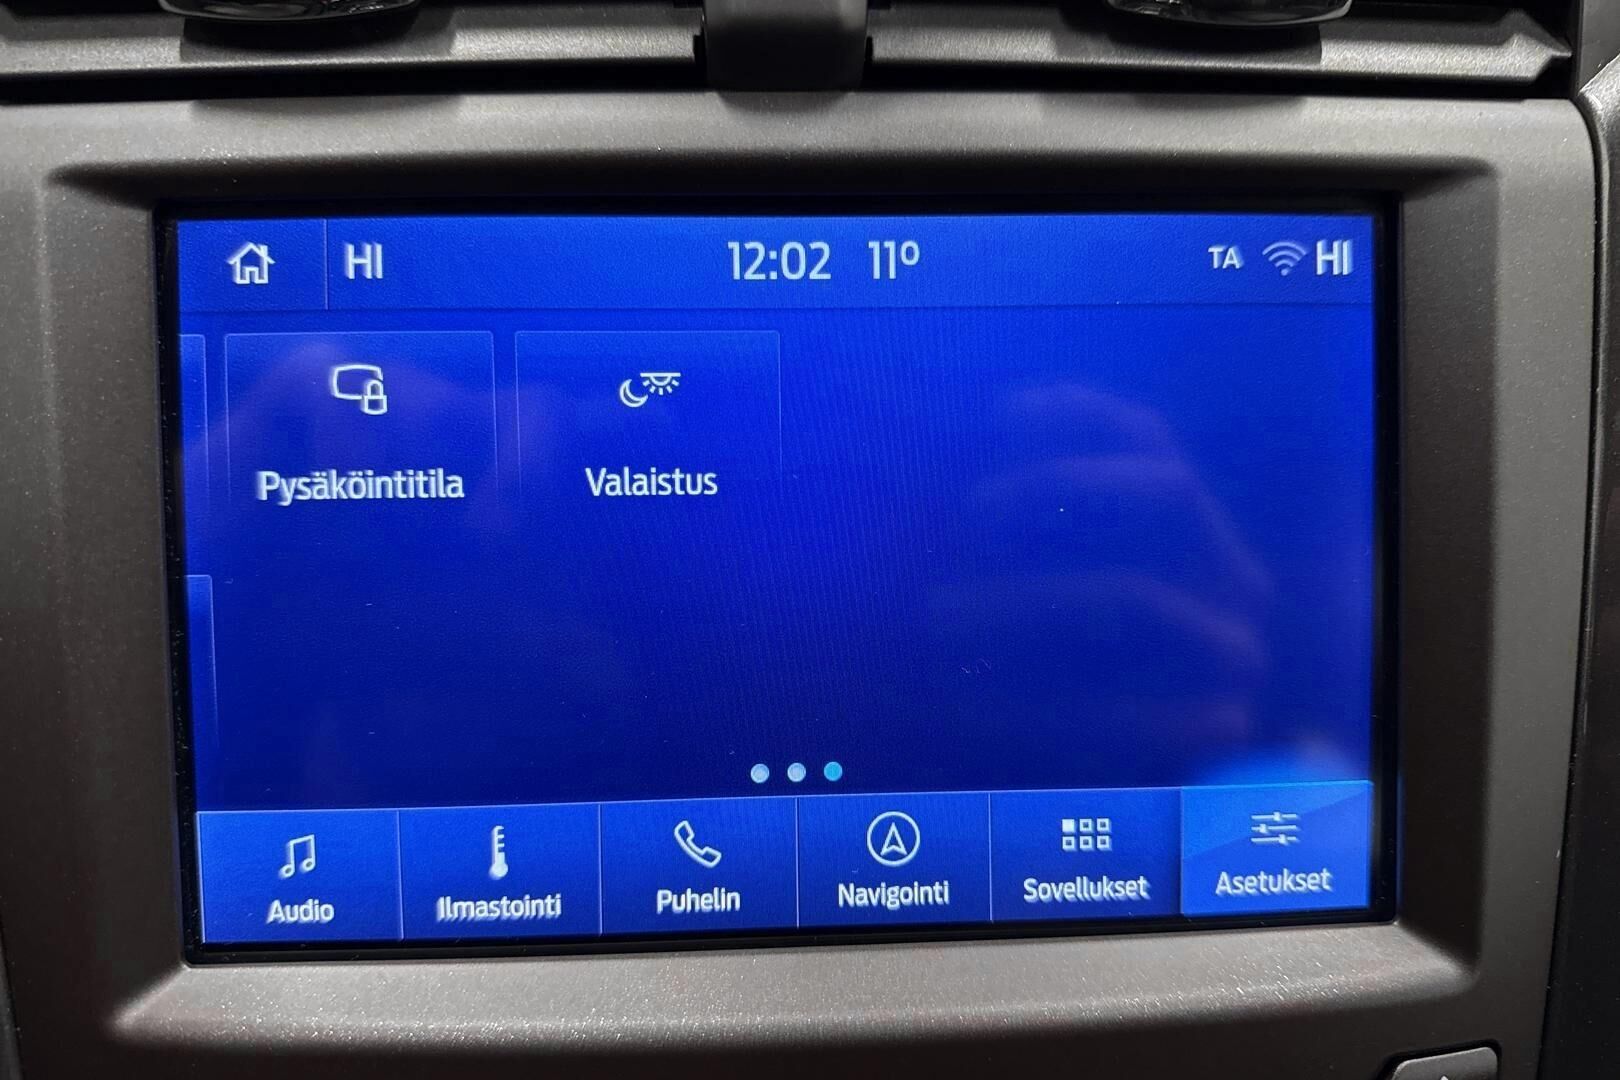 HI 12:02 11° TA HI
Pysäköintitila Valaistus
Audio Ilmastointi Puhelin Navigointi Sovellukset Asetukset